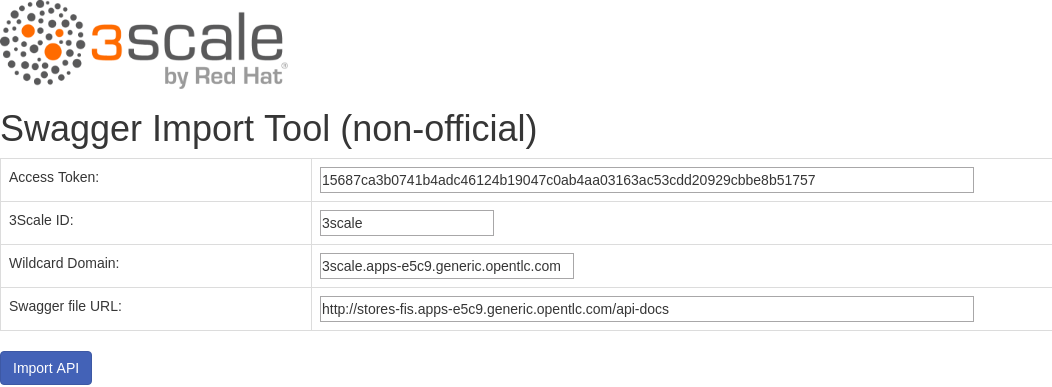 3scale
by Red Hat®
Swagger Import Tool (non-official)
Access Token: 15687ca3b0741b4adc46124b19047c0ab4aa03163ac53cdd20929cbbe8b51757
3Scale ID: 3scale
Wildcard Domain: 3scale.apps-e5c9.generic.opentlc.com
Swagger file URL: http://stores-fis.apps-e5c9.generic.opentlc.com/api-docs
Import API